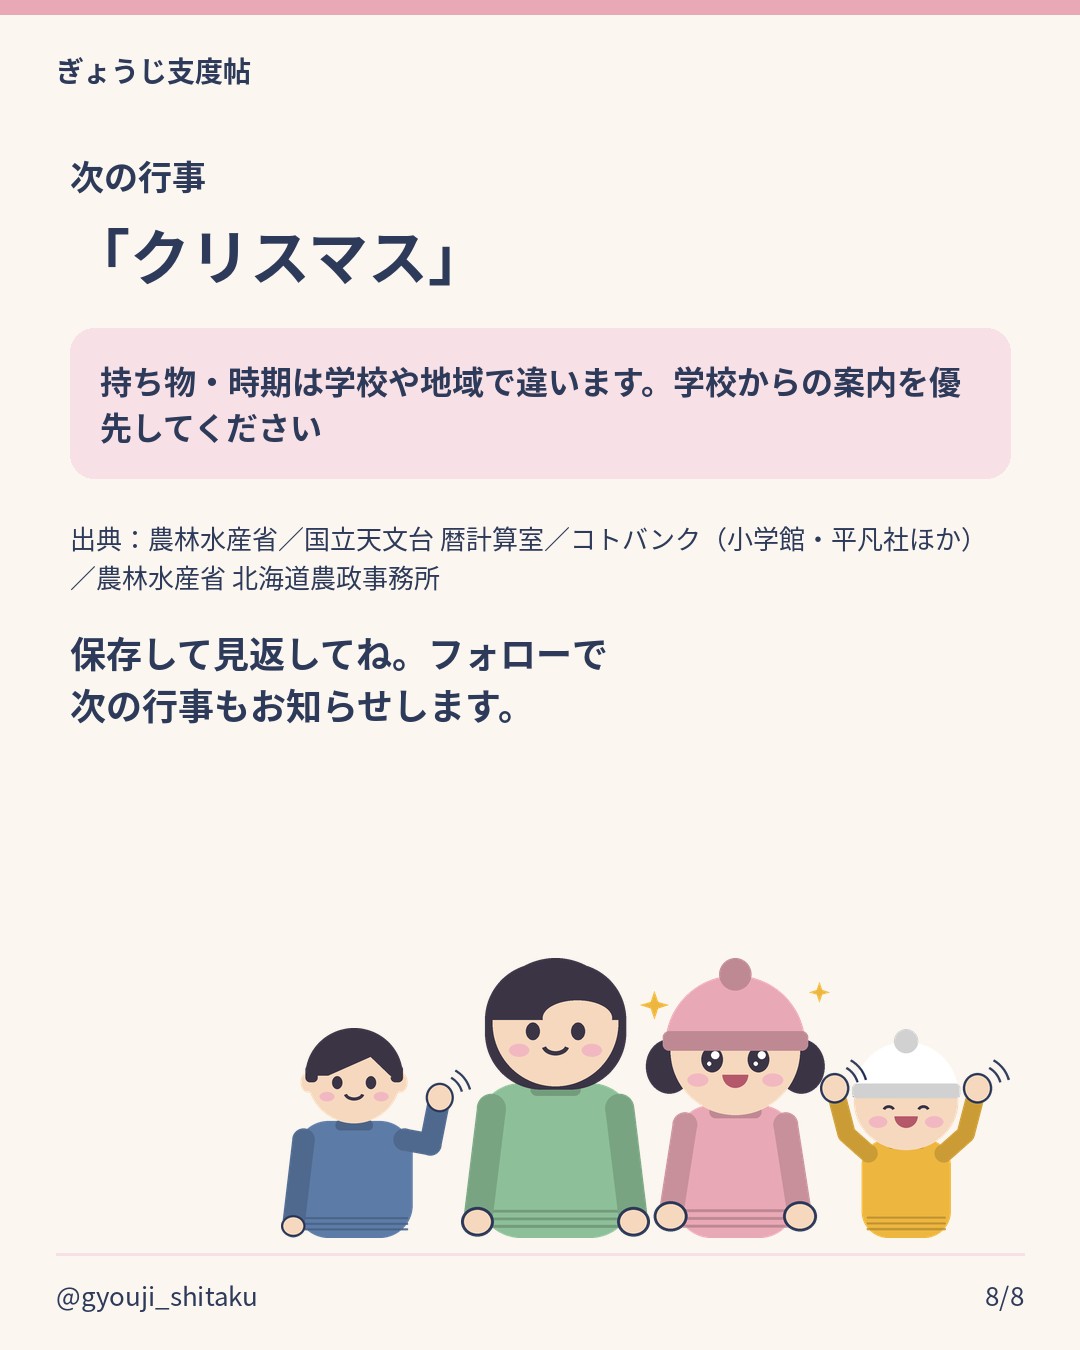 ぎょうじ支度帖
次の行事
「クリスマス」
持ち物・時期は学校や地域で違います。学校からの案内を優
先してください
出典：農林水産省／国立天文台 暦計算室／コトバンク（小学館・平凡社ほか）
／農林水産省 北海道農政事務所
保存して見返してね。フォローで
次の行事もお知らせします。
@gyouji_shitaku
8/8